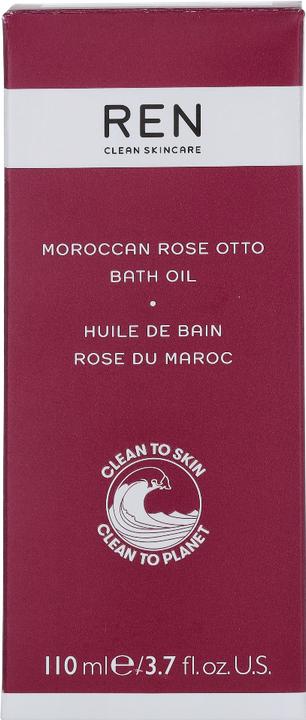 REN
CLEAN SKINCARE
MOROCCAN ROSE OTTO
BATH OIL
•
HUILE DE BAIN
ROSE DU MAROC
CLEAN TO SKIN
CLEAN TO PLANET
110 ml℮/3.7 fl.oz.U.S.